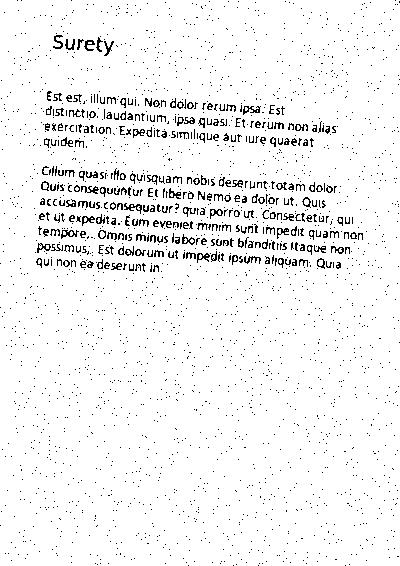 Surety
Est est, illum qui. Non dolor rerum ipsa. Est
distinctio. laudantium, ipsa quasi. Et rerum non alias
exercitation. Expedita similique aut iure quaerat
quidem.
Cillum quasi illo quisquam nobis deserunt totam dolor.
Quis consequuntur Et libero Nemo ea dolor ut. Quis
accusamus consequatur? quia porro ut. Consectetur, qui
et ut expedita. Eum eveniet minim sunt impedit quam non
tempore,. Omnis minus labore sunt blanditiis Itaque non
possimus,. Est dolorum ut impedit ipsum aliquam. Quia
qui non ea deserunt in.